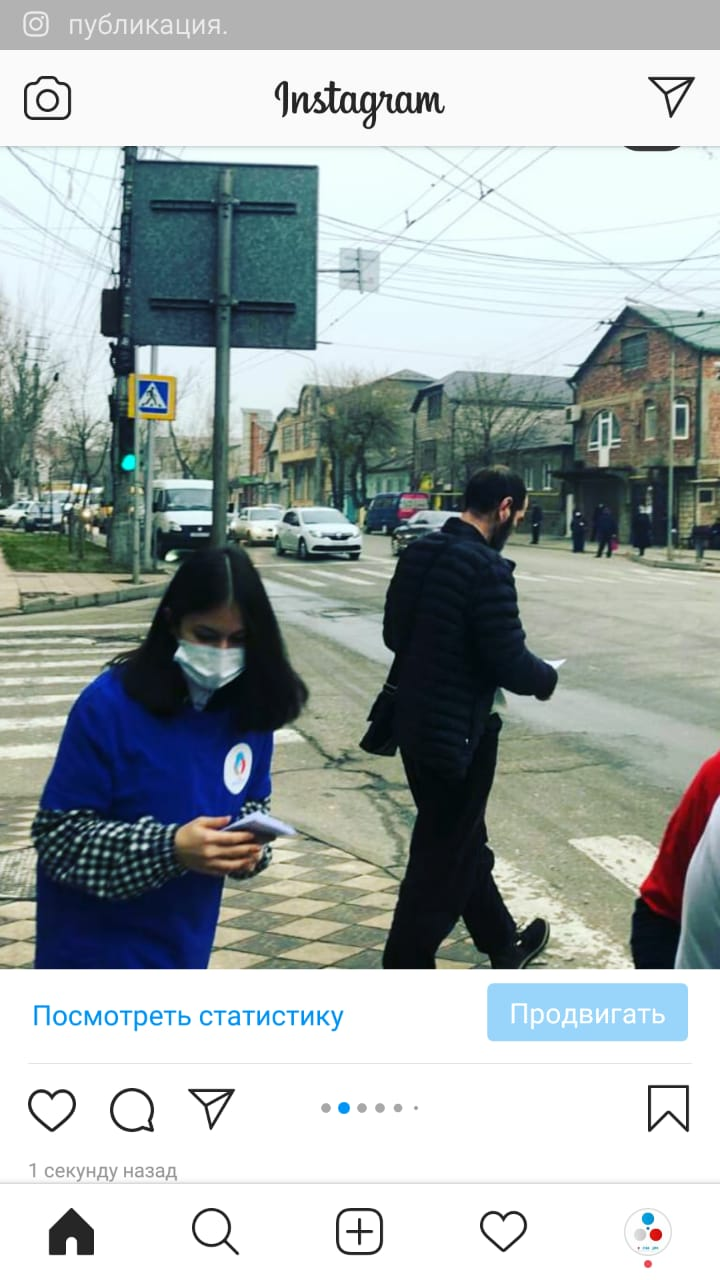 публикация.
Instagram
Посмотреть статистику
Продвигать
1 секунду назад